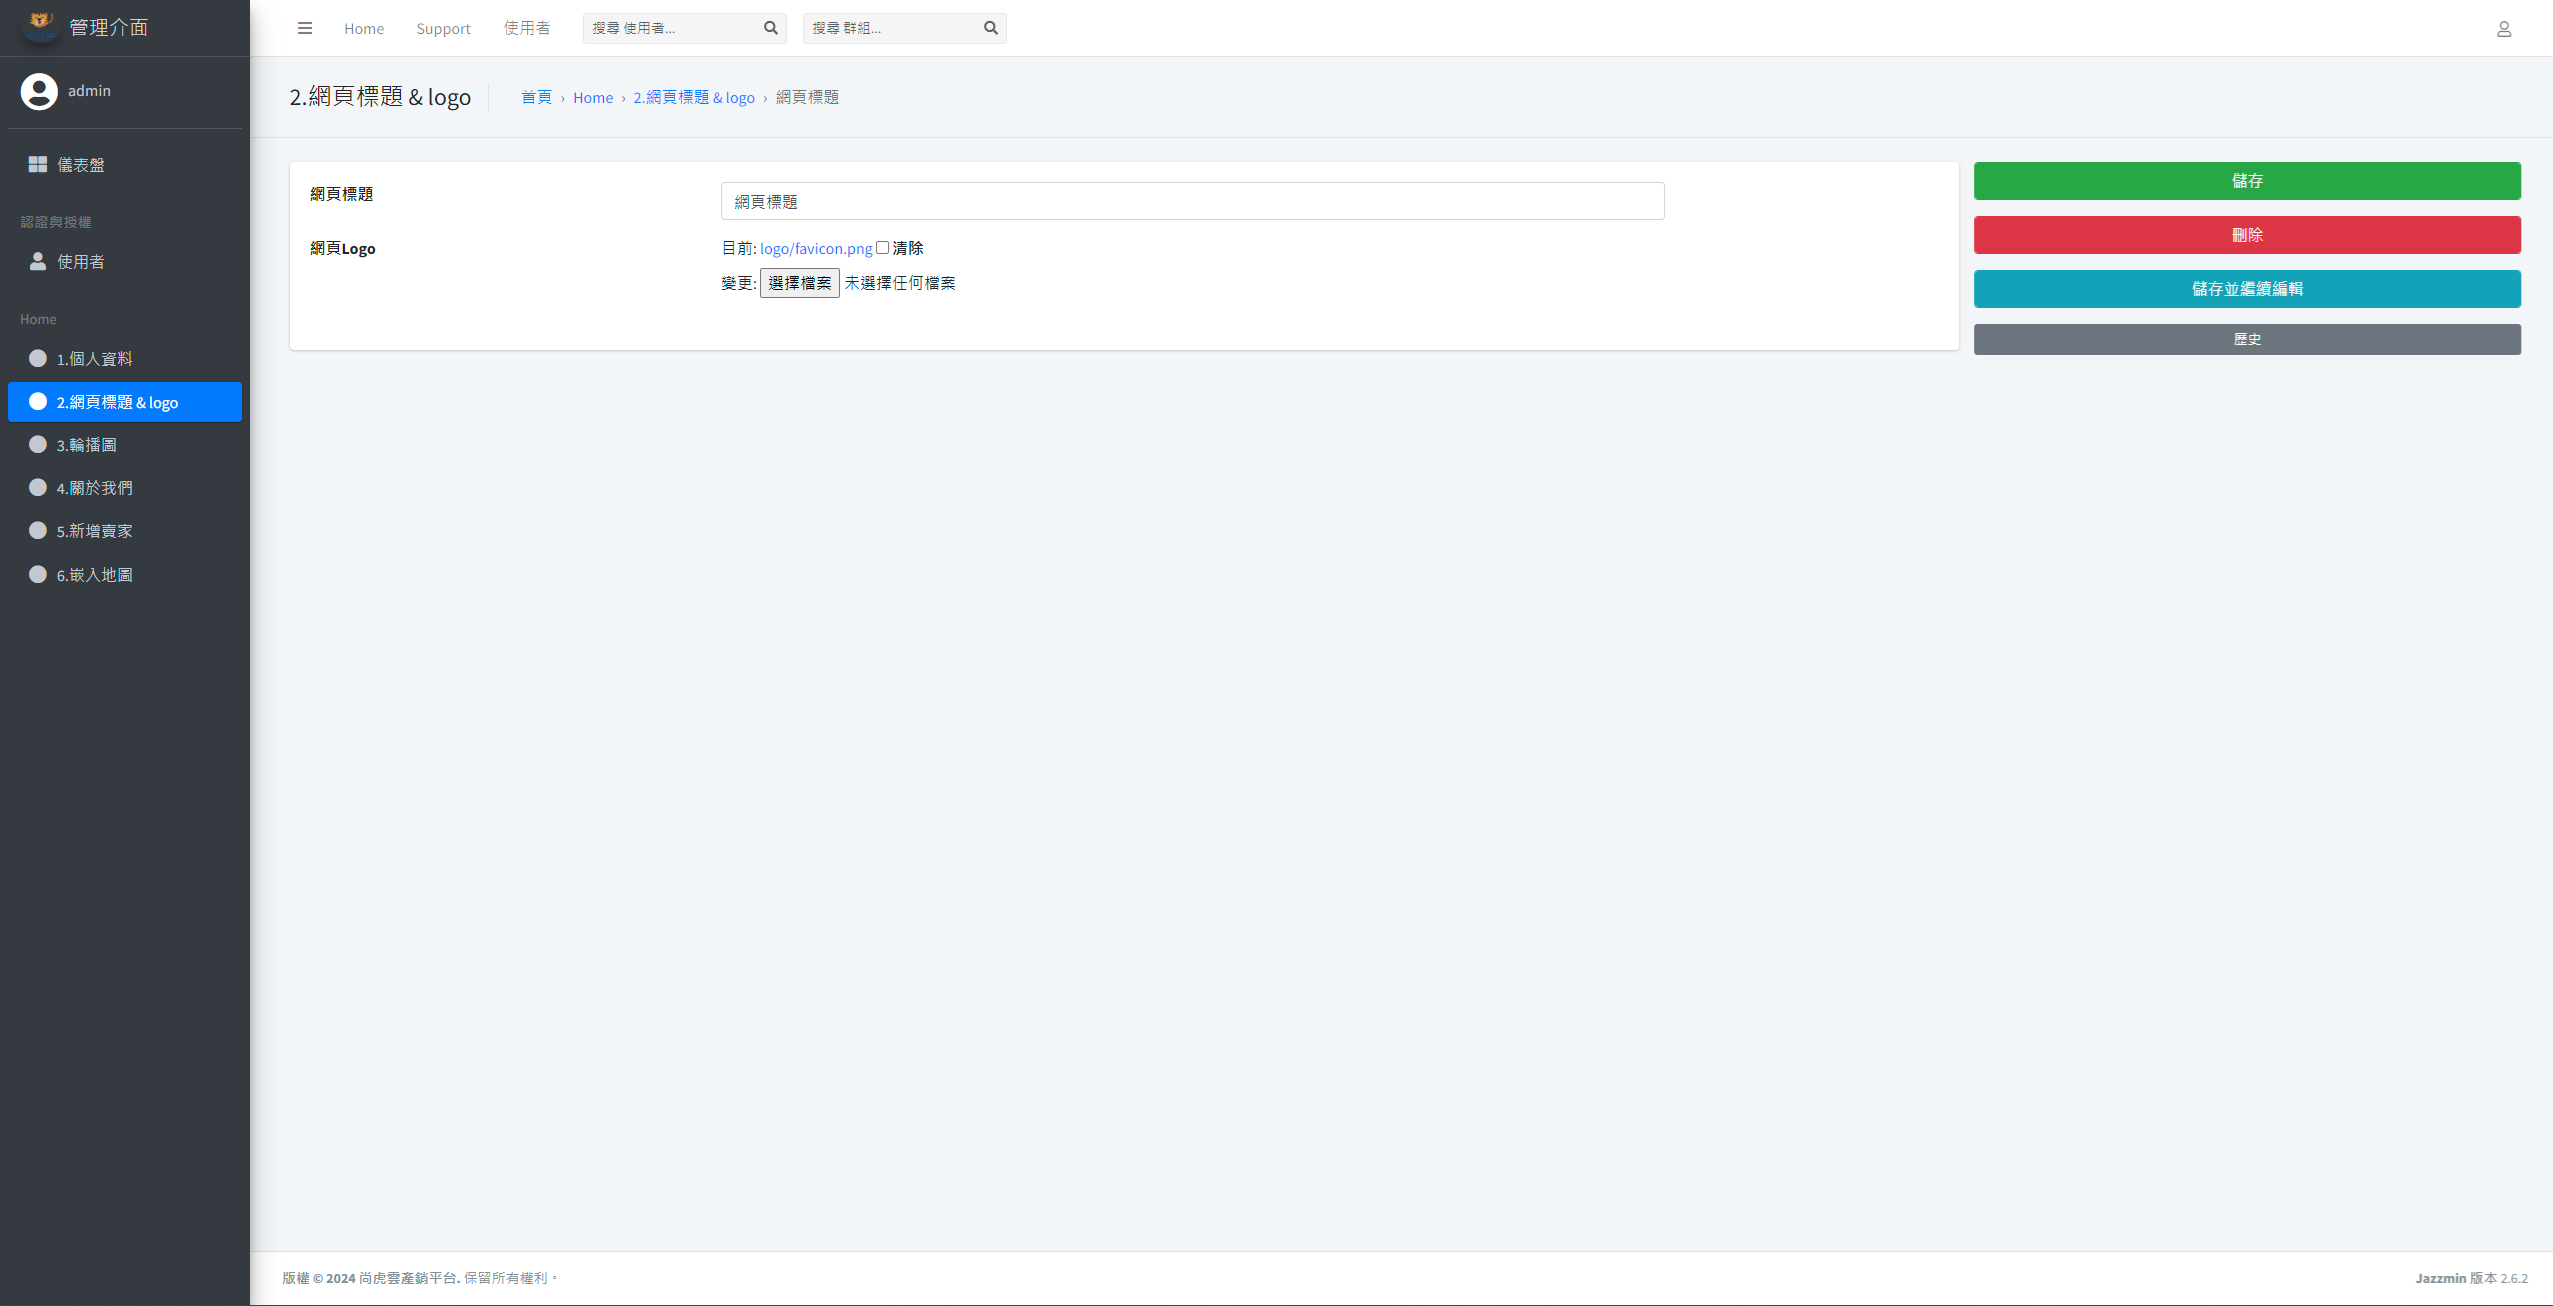 管理介面
admin
儀表盤
認證與授權
使用者
Home
1.個人資料
2.網頁標題 & logo
3.輪播圖
4.關於我們
5.新增賣家
6.嵌入地圖
Home Support 使用者 搜尋 使用者... 搜尋 群組...
2.網頁標題 & logo 首頁 › Home › 2.網頁標題 & logo › 網頁標題
網頁標題 網頁標題
網頁Logo 目前: logo/favicon.png 清除
變更: 選擇檔案 未選擇任何檔案
儲存
刪除
儲存並繼續編輯
歷史
版權 © 2024 尚虎雲產銷平台. 保留所有權利。
Jazzmin 版本 2.6.2